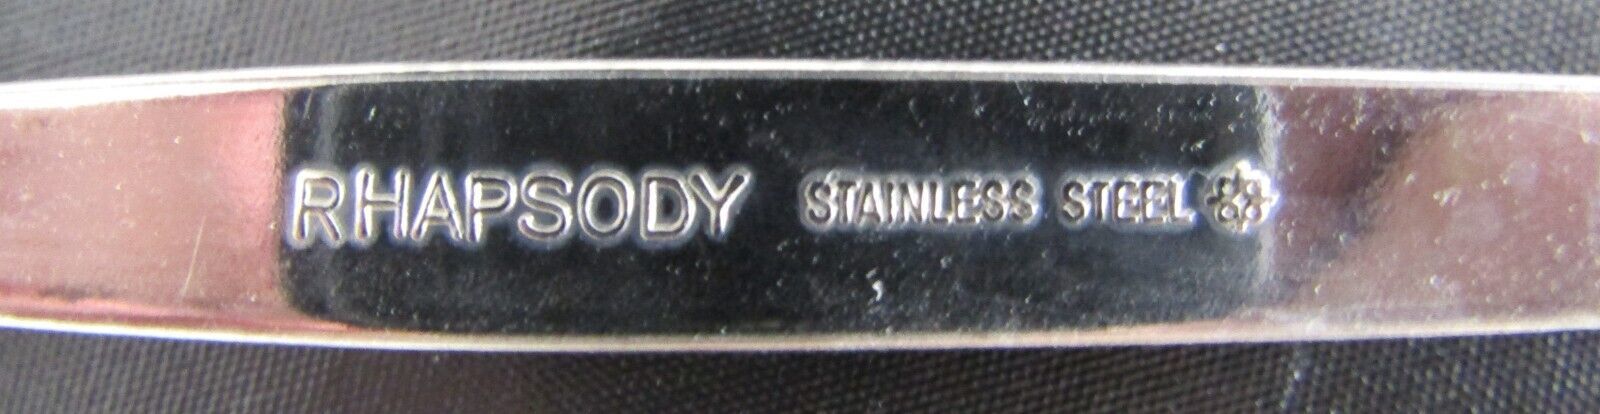 RHAPSODY STAINLESS STEEL